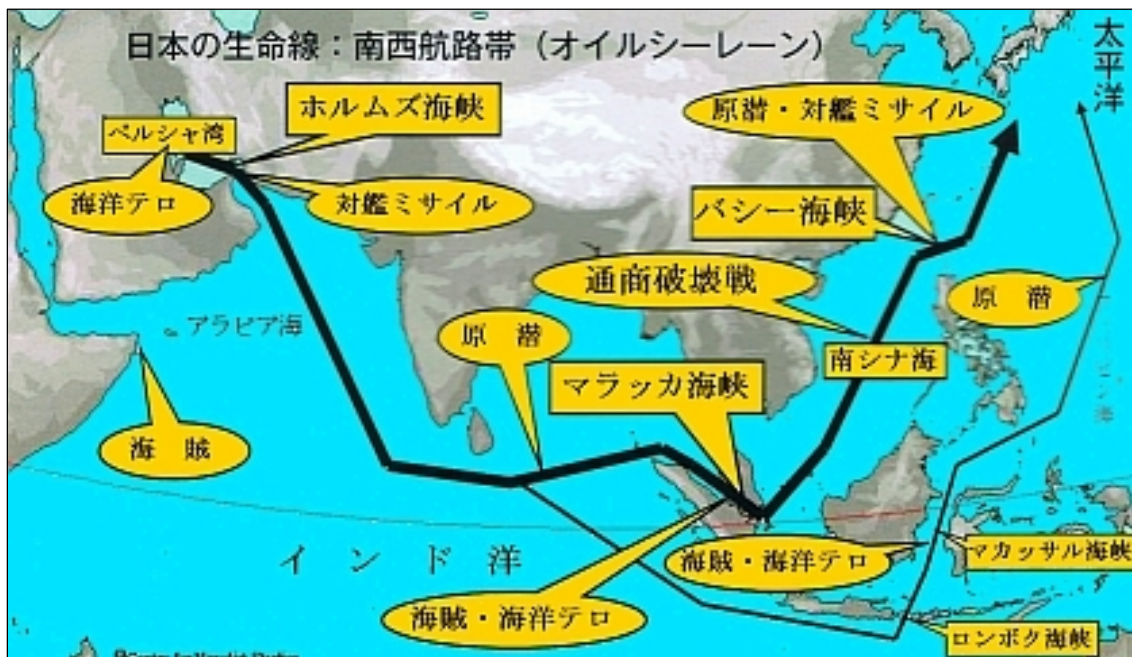 日本の生命線：南西航路帯（オイルシーレーン）
太平洋
ホルムズ海峡
原潜・対艦ミサイル
ペルシャ湾
海洋テロ
対艦ミサイル
バシー海峡
通商破壊戦
原 潜
アラビア海
原 潜
南シナ海
マラッカ海峡
海 賊
インド洋
海賊・海洋テロ
マカッサル海峡
海賊・海洋テロ
ロンボク海峡